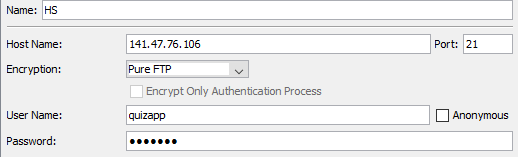 Name: HS
Host Name: 141.47.76.106 Port: 21
Encryption: Pure FTP
Encrypt Only Authentication Process
User Name: quizapp Anonymous
Password: •••••••